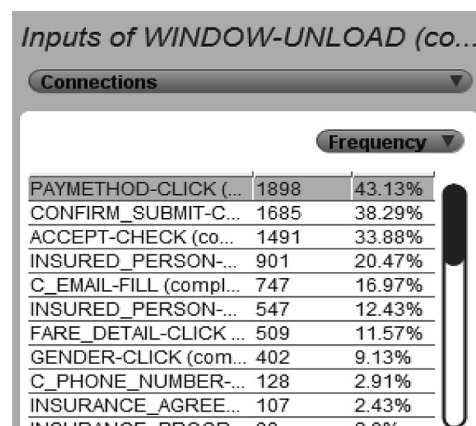 Inputs of WINDOW-UNLOAD (co...
Connections
Frequency
PAYMETHOD-CLICK (... 1898 43.13%
CONFIRM_SUBMIT-C... 1685 38.29%
ACCEPT-CHECK (co... 1491 33.88%
INSURED_PERSON-... 901 20.47%
C_EMAIL-FILL (compl... 747 16.97%
INSURED_PERSON-... 547 12.43%
FARE_DETAIL-CLICK ... 509 11.57%
GENDER-CLICK (com... 402 9.13%
C_PHONE_NUMBER-... 128 2.91%
INSURANCE_AGREE... 107 2.43%